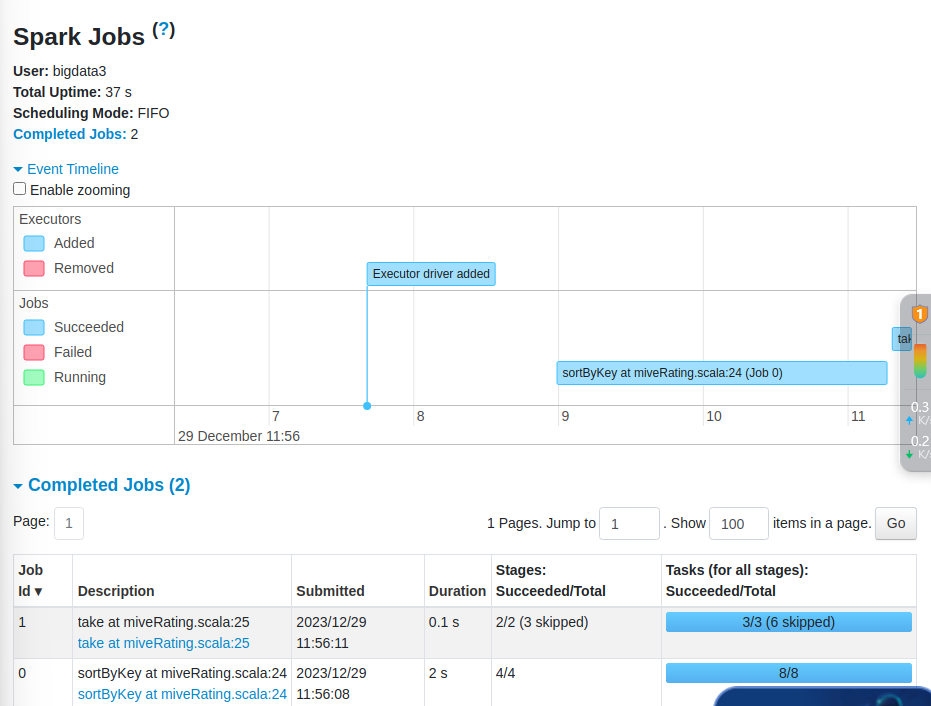 Spark Jobs (?)
User: bigdata3
Total Uptime: 37 s
Scheduling Mode: FIFO
Completed Jobs: 2
Event Timeline
Enable zooming
Executors
Added
Removed
Executor driver added
Jobs
Succeeded
Failed
Running
sortByKey at miveRating.scala:24 (Job 0)
1
0.3
K/
0.2
K/
7 8 9 10 11
29 December 11:56
Completed Jobs (2)
Page: 1
1 Pages. Jump to 1 . Show 100 items in a page. Go
Job Id ▾ Description Submitted Duration Stages: Succeeded/Total Tasks (for all stages): Succeeded/Total
1 take at miveRating.scala:25 2023/12/29 0.1 s 2/2 (3 skipped) 3/3 (6 skipped)
take at miveRating.scala:25 11:56:11
0 sortByKey at miveRating.scala:24 2023/12/29 2 s 4/4 8/8
sortByKey at miveRating.scala:24 11:56:08